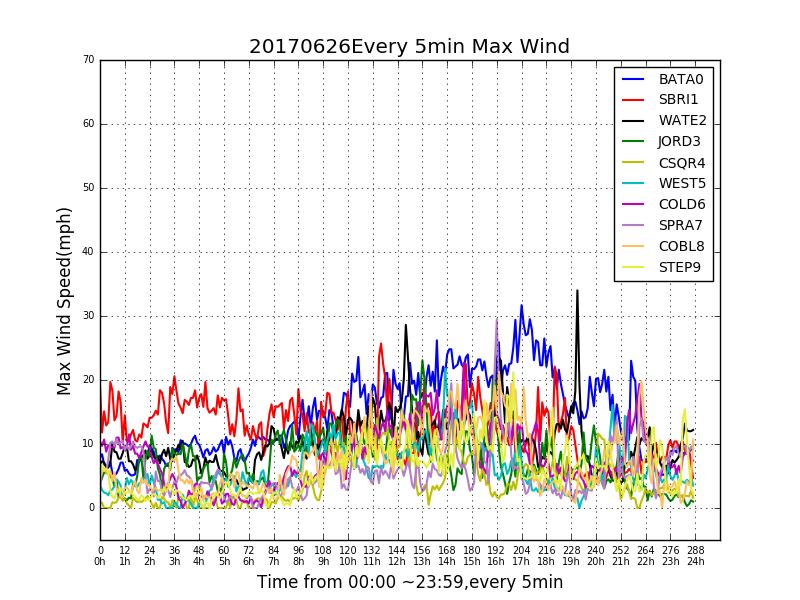 20170626Every 5min Max Wind
70
60
50
40
30
20
10
0
Max Wind Speed(mph)
BATA0
SBRI1
WATE2
JORD3
CSQR4
WEST5
COLD6
SPRA7
COBL8
STEP9
0 12 24 36 48 60 72 84 96 108 120 132 144 156 168 180 192 204 216 228 240 252 264 276 288
0h 1h 2h 3h 4h 5h 6h 7h 8h 9h 10h 11h 12h 13h 14h 15h 16h 17h 18h 19h 20h 21h 22h 23h 24h
Time from 00:00 ~23:59,every 5min